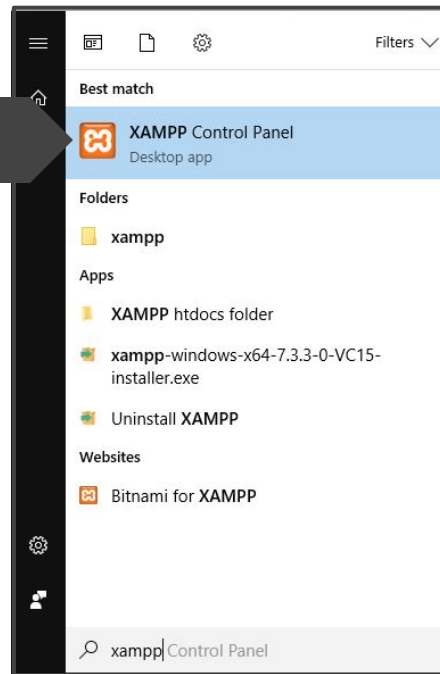 Filters
Best match
XAMPP Control Panel
Desktop app
Folders
xampp
Apps
XAMPP htdocs folder
xampp-windows-x64-7.3.3-0-VC15-
installer.exe
Uninstall XAMPP
Websites
Bitnami for XAMPP
xampp Control Panel